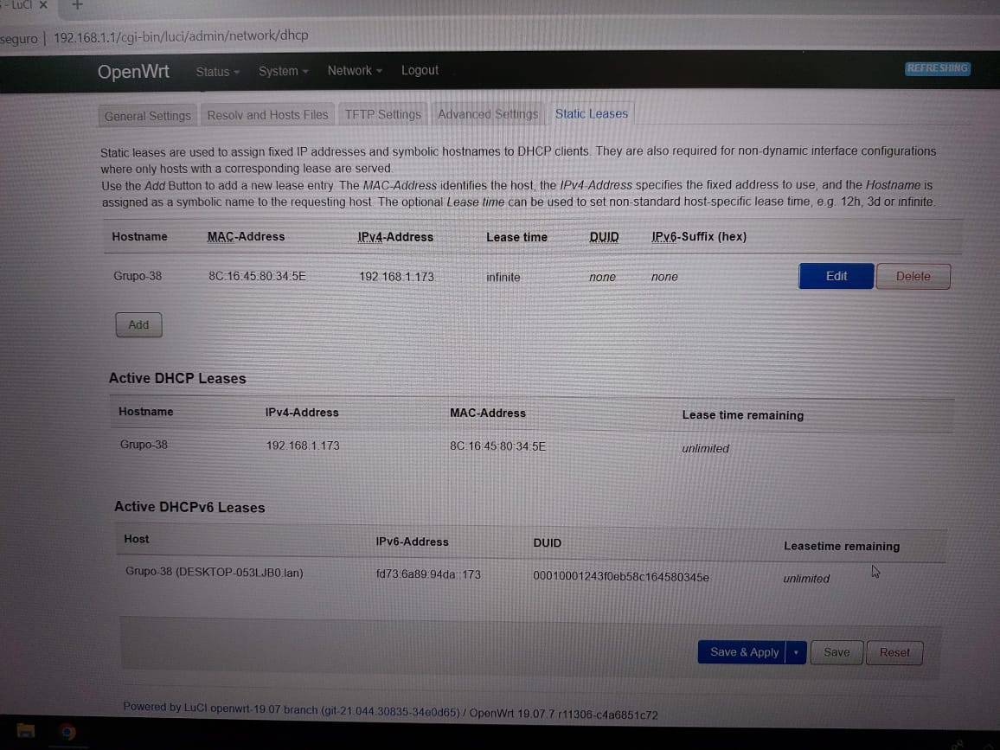 - LuCI × +
seguro | 192.168.1.1/cgi-bin/luci/admin/network/dhcp
OpenWrt Status System Network Logout REFRESHING
General Settings Resolv and Hosts Files TFTP Settings Advanced Settings Static Leases
Static leases are used to assign fixed IP addresses and symbolic hostnames to DHCP clients. They are also required for non-dynamic interface configurations
where only hosts with a corresponding lease are served.
Use the Add Button to add a new lease entry. The MAC-Address identifies the host, the IPv4-Address specifies the fixed address to use, and the Hostname is
assigned as a symbolic name to the requesting host. The optional Lease time can be used to set non-standard host-specific lease time, e.g. 12h, 3d or infinite.
Hostname MAC-Address IPv4-Address Lease time DUID IPv6-Suffix (hex)
Grupo-38 8C:16:45:80:34:5E 192.168.1.173 infinite none none Edit Delete
Add
Active DHCP Leases
Hostname IPv4-Address MAC-Address Lease time remaining
Grupo-38 192.168.1.173 8C:16:45:80:34:5E unlimited
Active DHCPv6 Leases
Host IPv6-Address DUID Leasetime remaining
Grupo-38 (DESKTOP-053LJB0.lan) fd73:6a89:94da::173 00010001243f0eb58c164580345e unlimited
Save & Apply Save Reset
Powered by LuCI openwrt-19.07 branch (git-21.044.30835-34e0d65) / OpenWrt 19.07.7 r11306-c4a6851c72